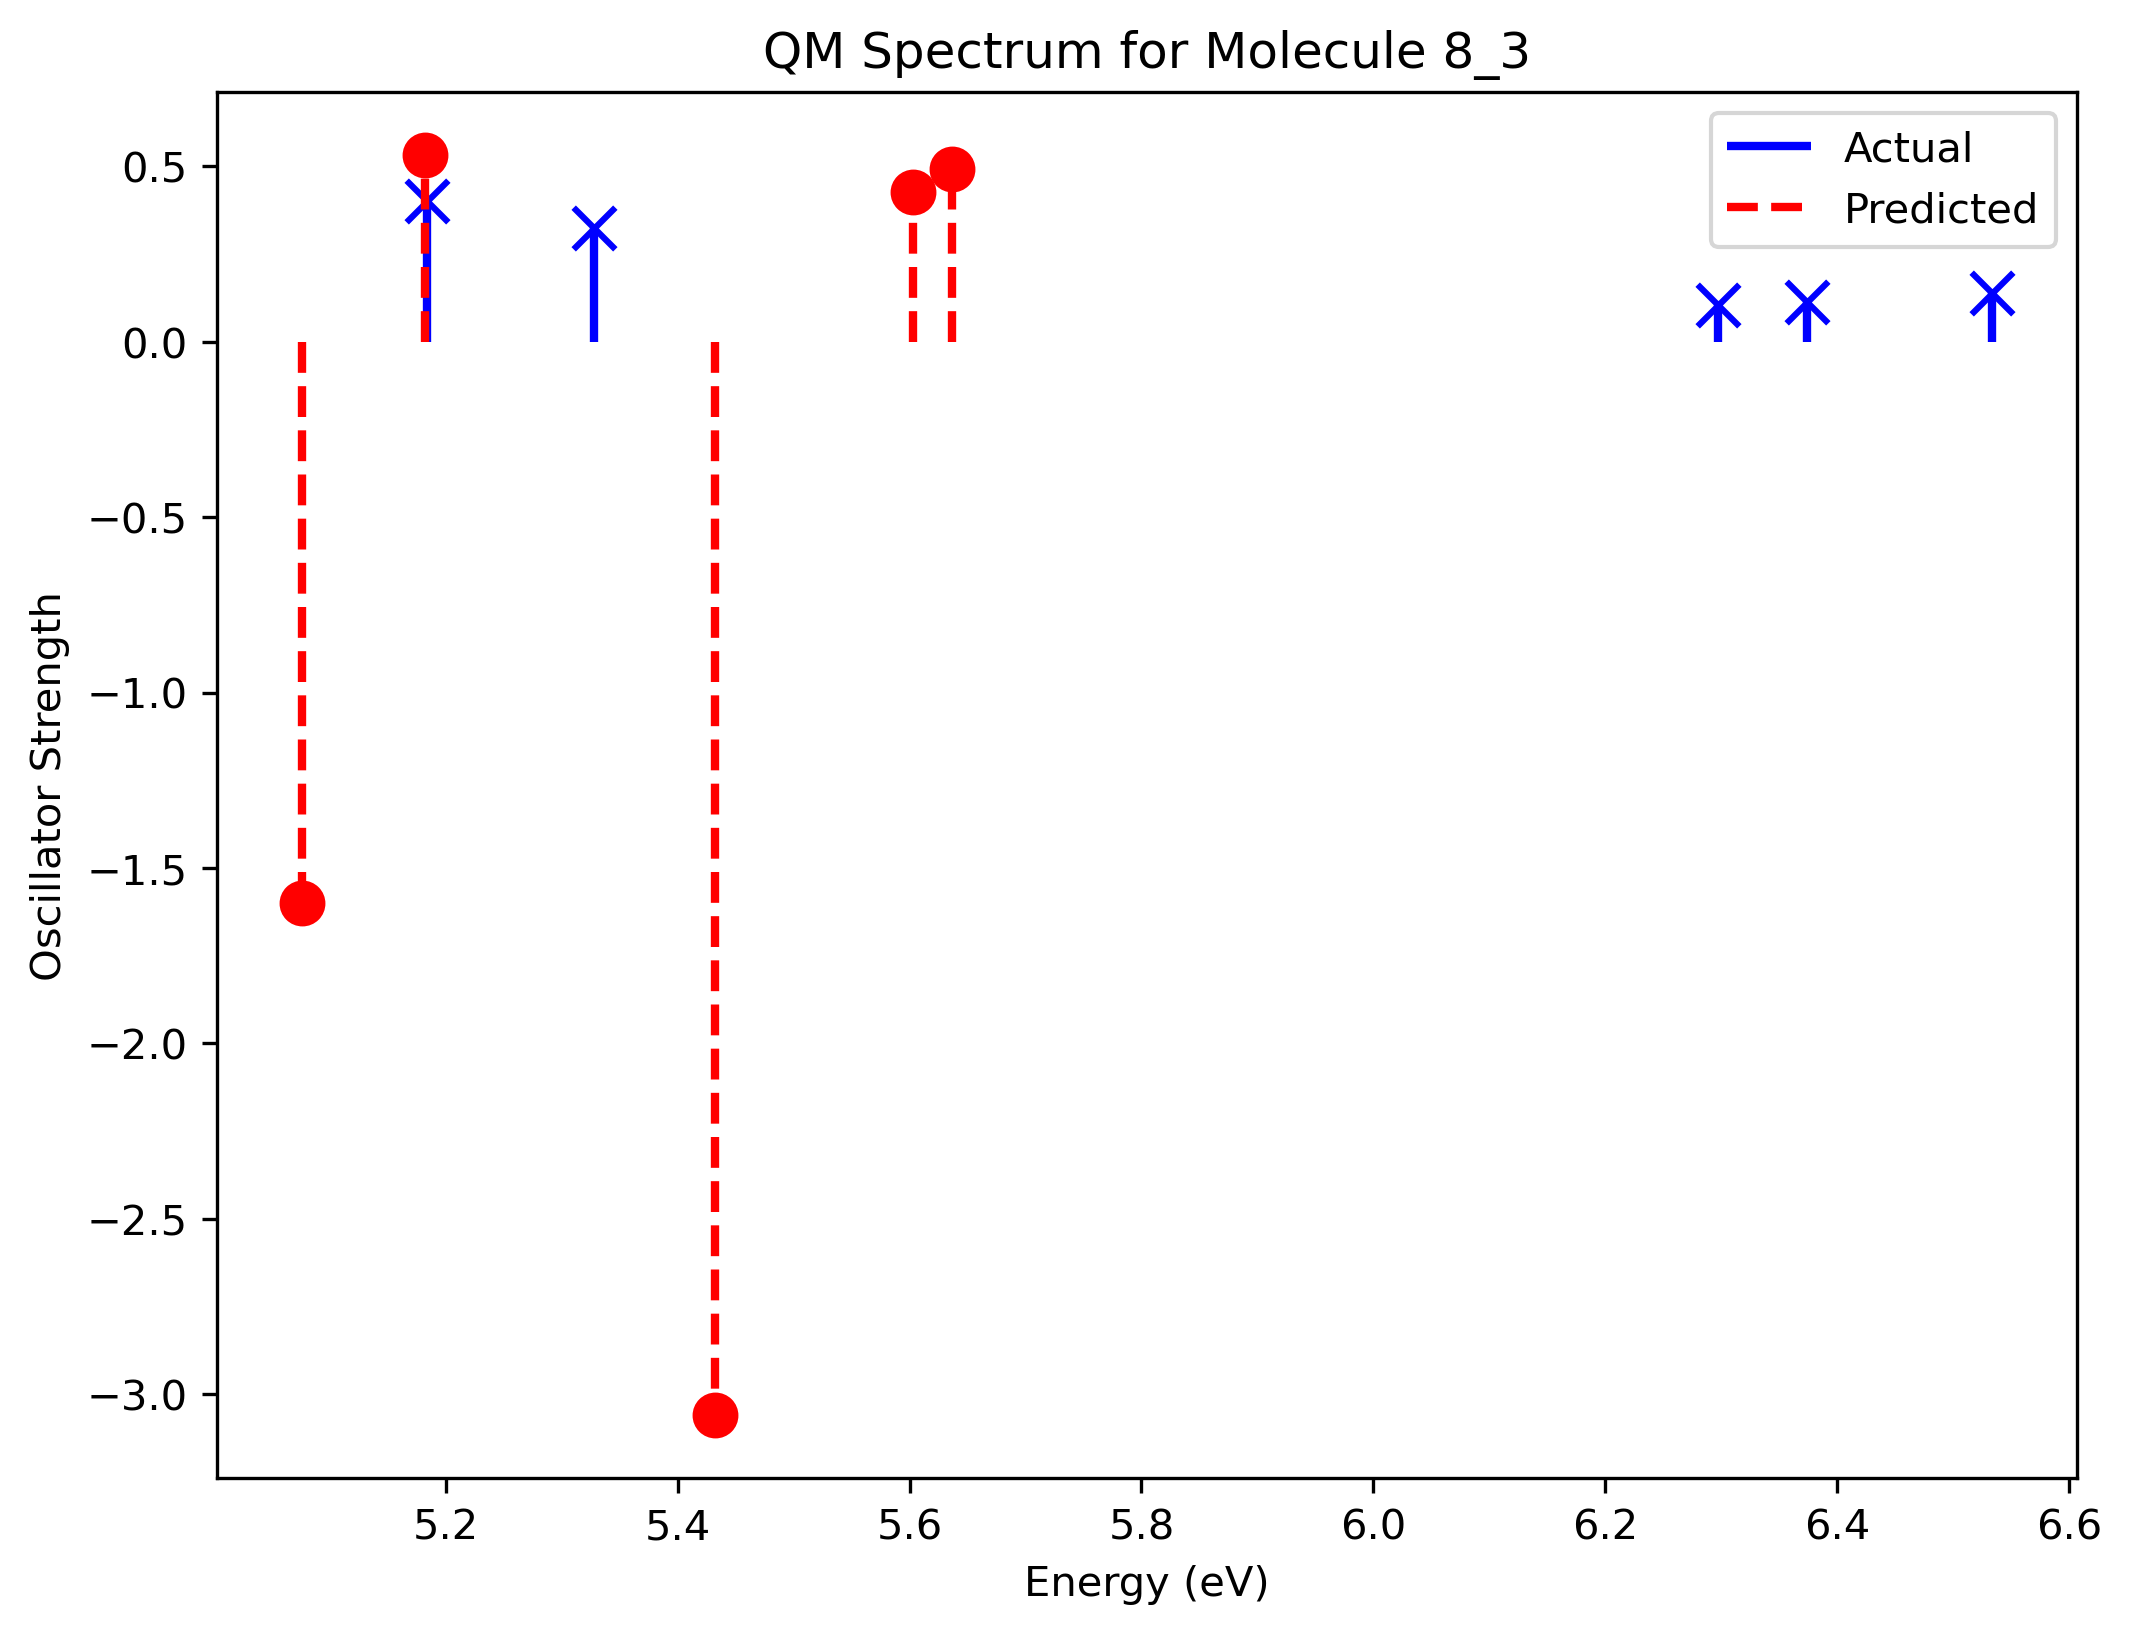 QM Spectrum for Molecule 8_3
Actual
Predicted
0.5
0.0
−0.5
−1.0
−1.5
−2.0
−2.5
−3.0
Oscillator Strength
5.2 5.4 5.6 5.8 6.0 6.2 6.4 6.6
Energy (eV)